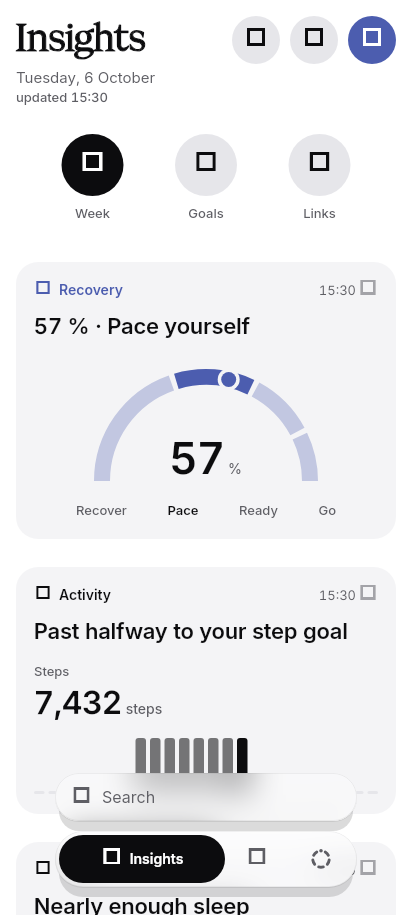 Insights
Tuesday, 6 October
updated 15:30
Week
Goals
Links
Recovery
15:30
57 % · Pace yourself
57 %
Recover
Pace
Ready
Go
Activity
15:30
Past halfway to your step goal
Steps
7,432 steps
Search
Insights
Nearly enough sleep